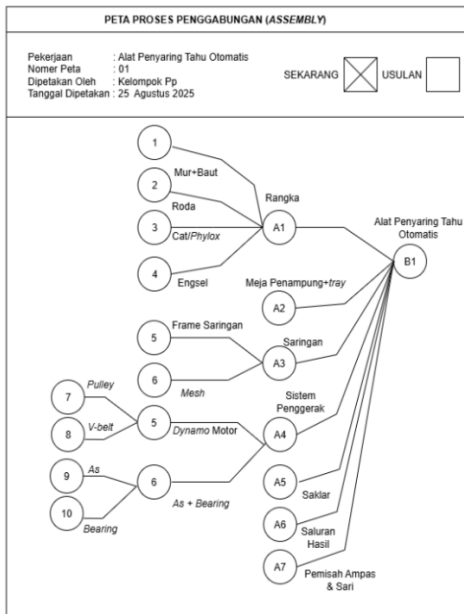 PETA PROSES PENGGABUNGAN (ASSEMBLY)
Pekerjaan : Alat Penyaring Tahu Otomatis
Nomer Peta : 01
Dipetakan Oleh : Kelompok Pp
Tanggal Dipetakan : 25 Agustus 2025
SEKARANG
USULAN
1
Mur+Baut
2
Roda
3
Cat/Phylox
4
Engsel
Rangka
A1
Alat Penyaring Tahu
Otomatis
B1
Meja Penampung+tray
A2
5
Frame Saringan
6
Mesh
Saringan
A3
7
Pulley
8
V-belt
5
Dynamo Motor
9
As
10
Bearing
6
As + Bearing
Sistem
Penggerak
A4
A5
Saklar
A6
Saluran
Hasil
A7
Pemisah Ampas
& Sari